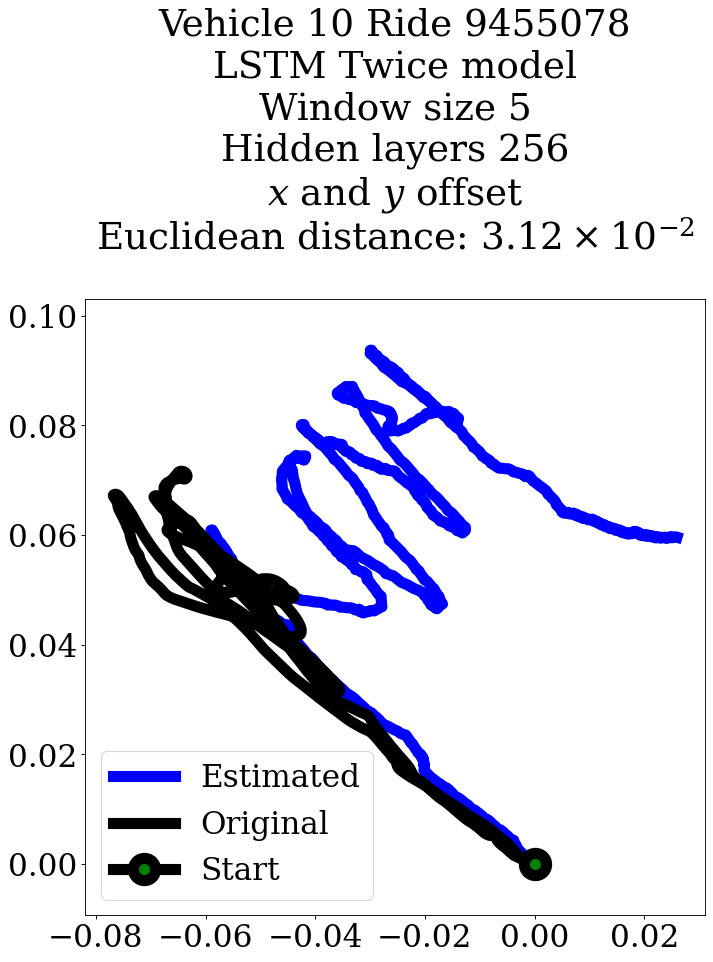 Vehicle 10 Ride 9455078
LSTM Twice model
Window size 5
Hidden layers 256
x and y offset
Euclidean distance: 3.12 × 10⁻²
0.10
0.08
0.06
0.04
0.02
0.00
Estimated
Original
Start
−0.08 −0.06 −0.04 −0.02 0.00 0.02